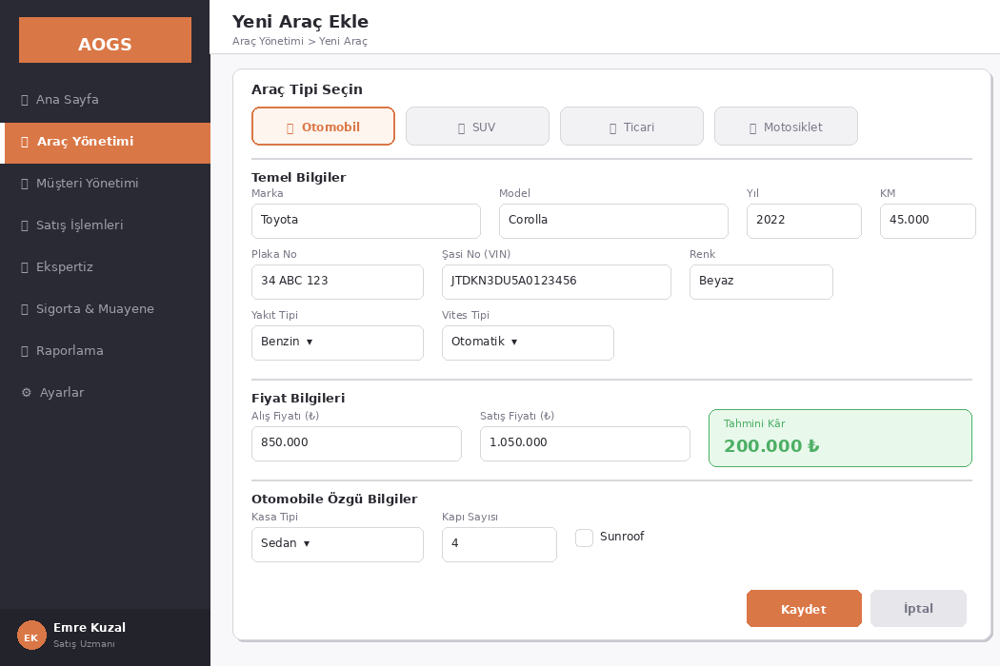 AOGS
Ana Sayfa
Araç Yönetimi
Müşteri Yönetimi
Satış İşlemleri
Ekspertiz
Sigorta & Muayene
Raporlama
⚙ Ayarlar
EK
Emre Kuzal
Satış Uzmanı
Yeni Araç Ekle
Araç Yönetimi > Yeni Araç
Araç Tipi Seçin
Otomobil SUV Ticari Motosiklet
Temel Bilgiler
Marka Model Yıl KM
Toyota Corolla 2022 45.000
Plaka No Şasi No (VIN) Renk
34 ABC 123 JTDKN3DU5A0123456 Beyaz
Yakıt Tipi Vites Tipi
Benzin ▾ Otomatik ▾
Fiyat Bilgileri
Alış Fiyatı (₺) Satış Fiyatı (₺) Tahmini Kâr
850.000 1.050.000 200.000 ₺
Otomobile Özgü Bilgiler
Kasa Tipi Kapı Sayısı
Sedan ▾ 4 Sunroof
Kaydet İptal